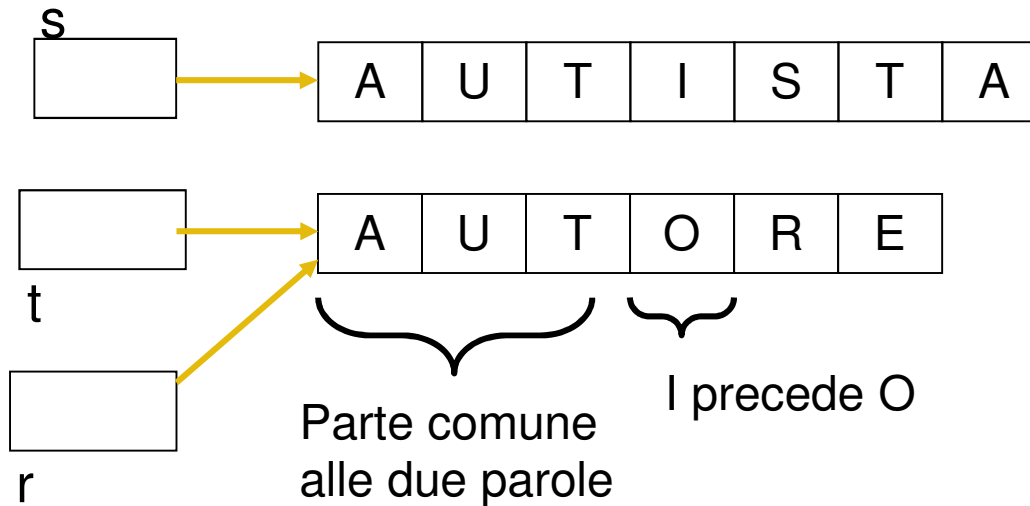 s
A U T I S T A
t
A U T O R E
r
Parte comune
alle due parole
I precede O